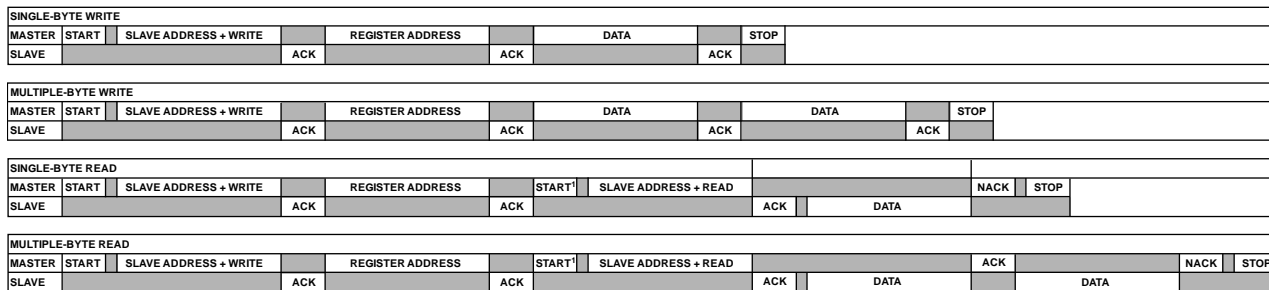 SINGLE-BYTE WRITE
MASTER START SLAVE ADDRESS + WRITE REGISTER ADDRESS DATA STOP
SLAVE ACK ACK ACK
MULTIPLE-BYTE WRITE
MASTER START SLAVE ADDRESS + WRITE REGISTER ADDRESS DATA DATA STOP
SLAVE ACK ACK ACK ACK
SINGLE-BYTE READ
MASTER START SLAVE ADDRESS + WRITE REGISTER ADDRESS START¹ SLAVE ADDRESS + READ NACK STOP
SLAVE ACK ACK ACK DATA
MULTIPLE-BYTE READ
MASTER START SLAVE ADDRESS + WRITE REGISTER ADDRESS START¹ SLAVE ADDRESS + READ ACK NACK STOP
SLAVE ACK ACK ACK DATA DATA